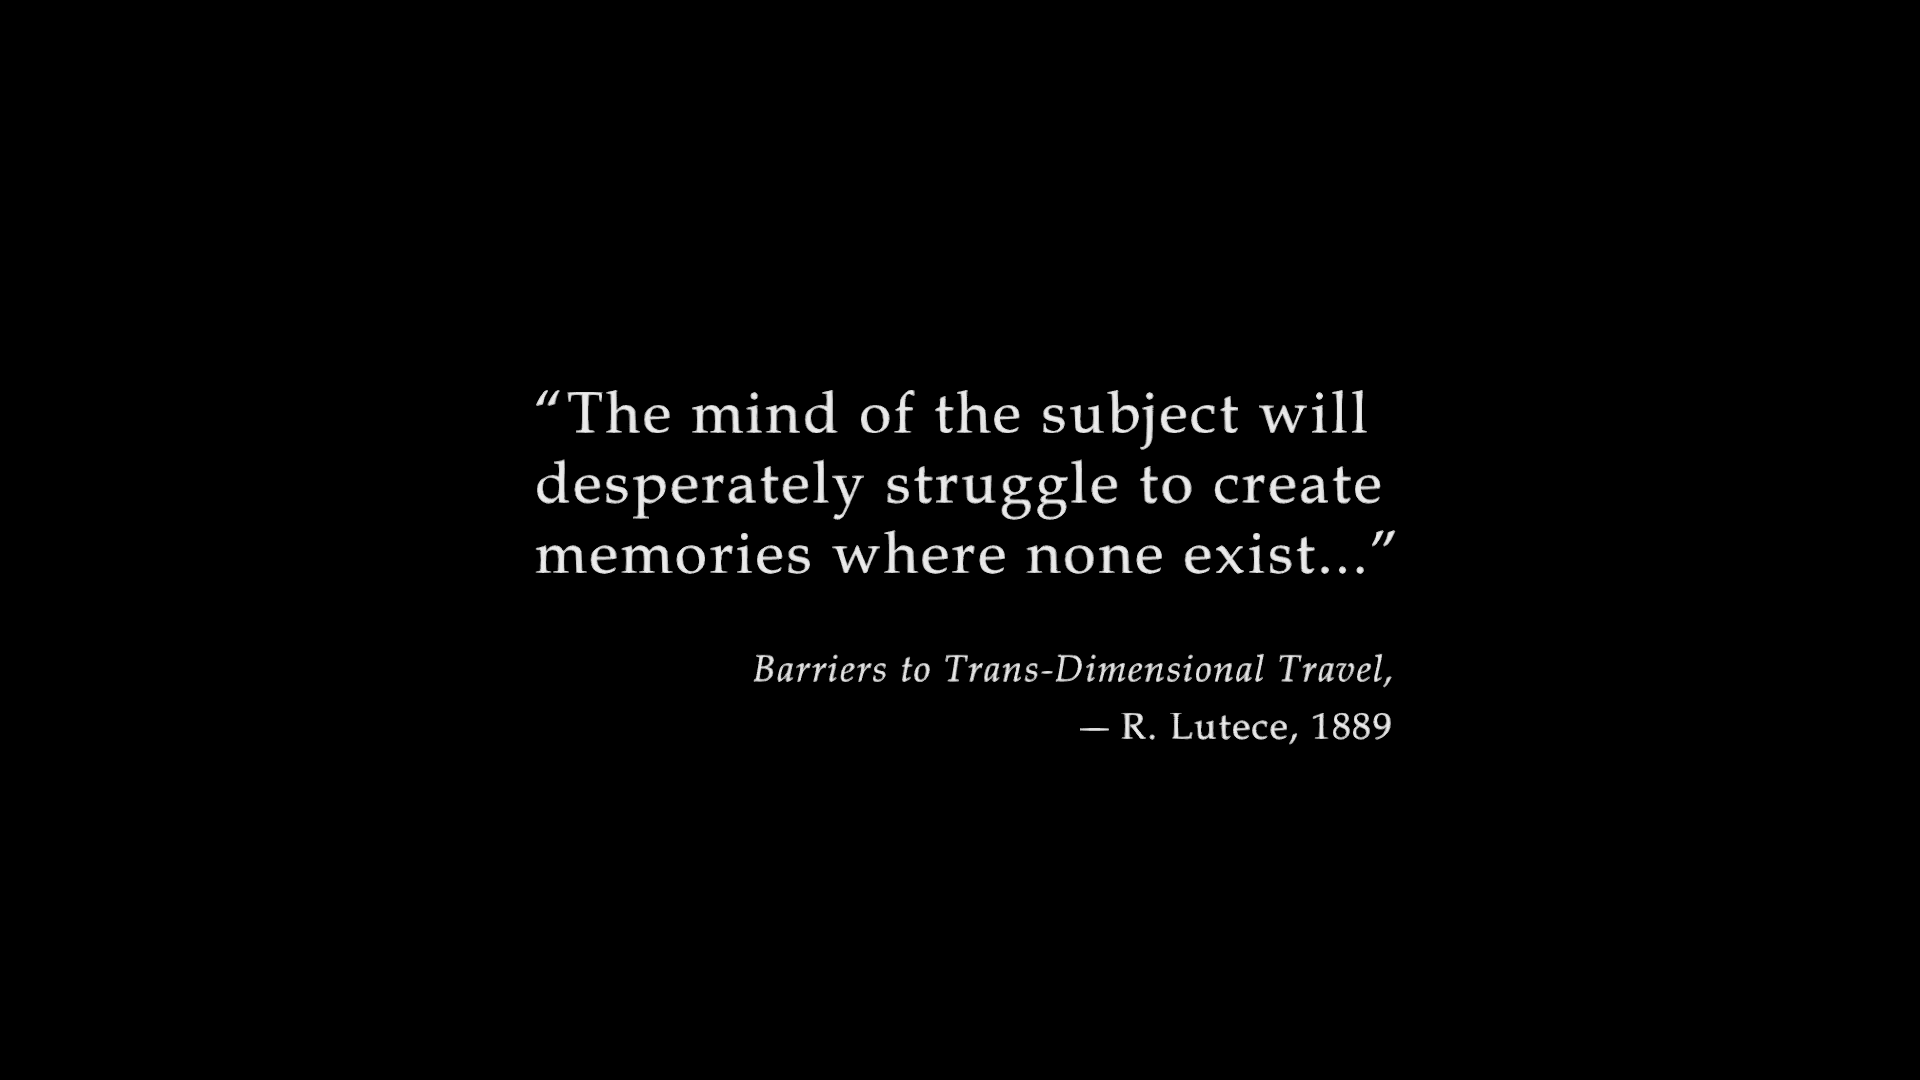 “The mind of the subject will
desperately struggle to create
memories where none exist...”
Barriers to Trans-Dimensional Travel,
— R. Lutece, 1889